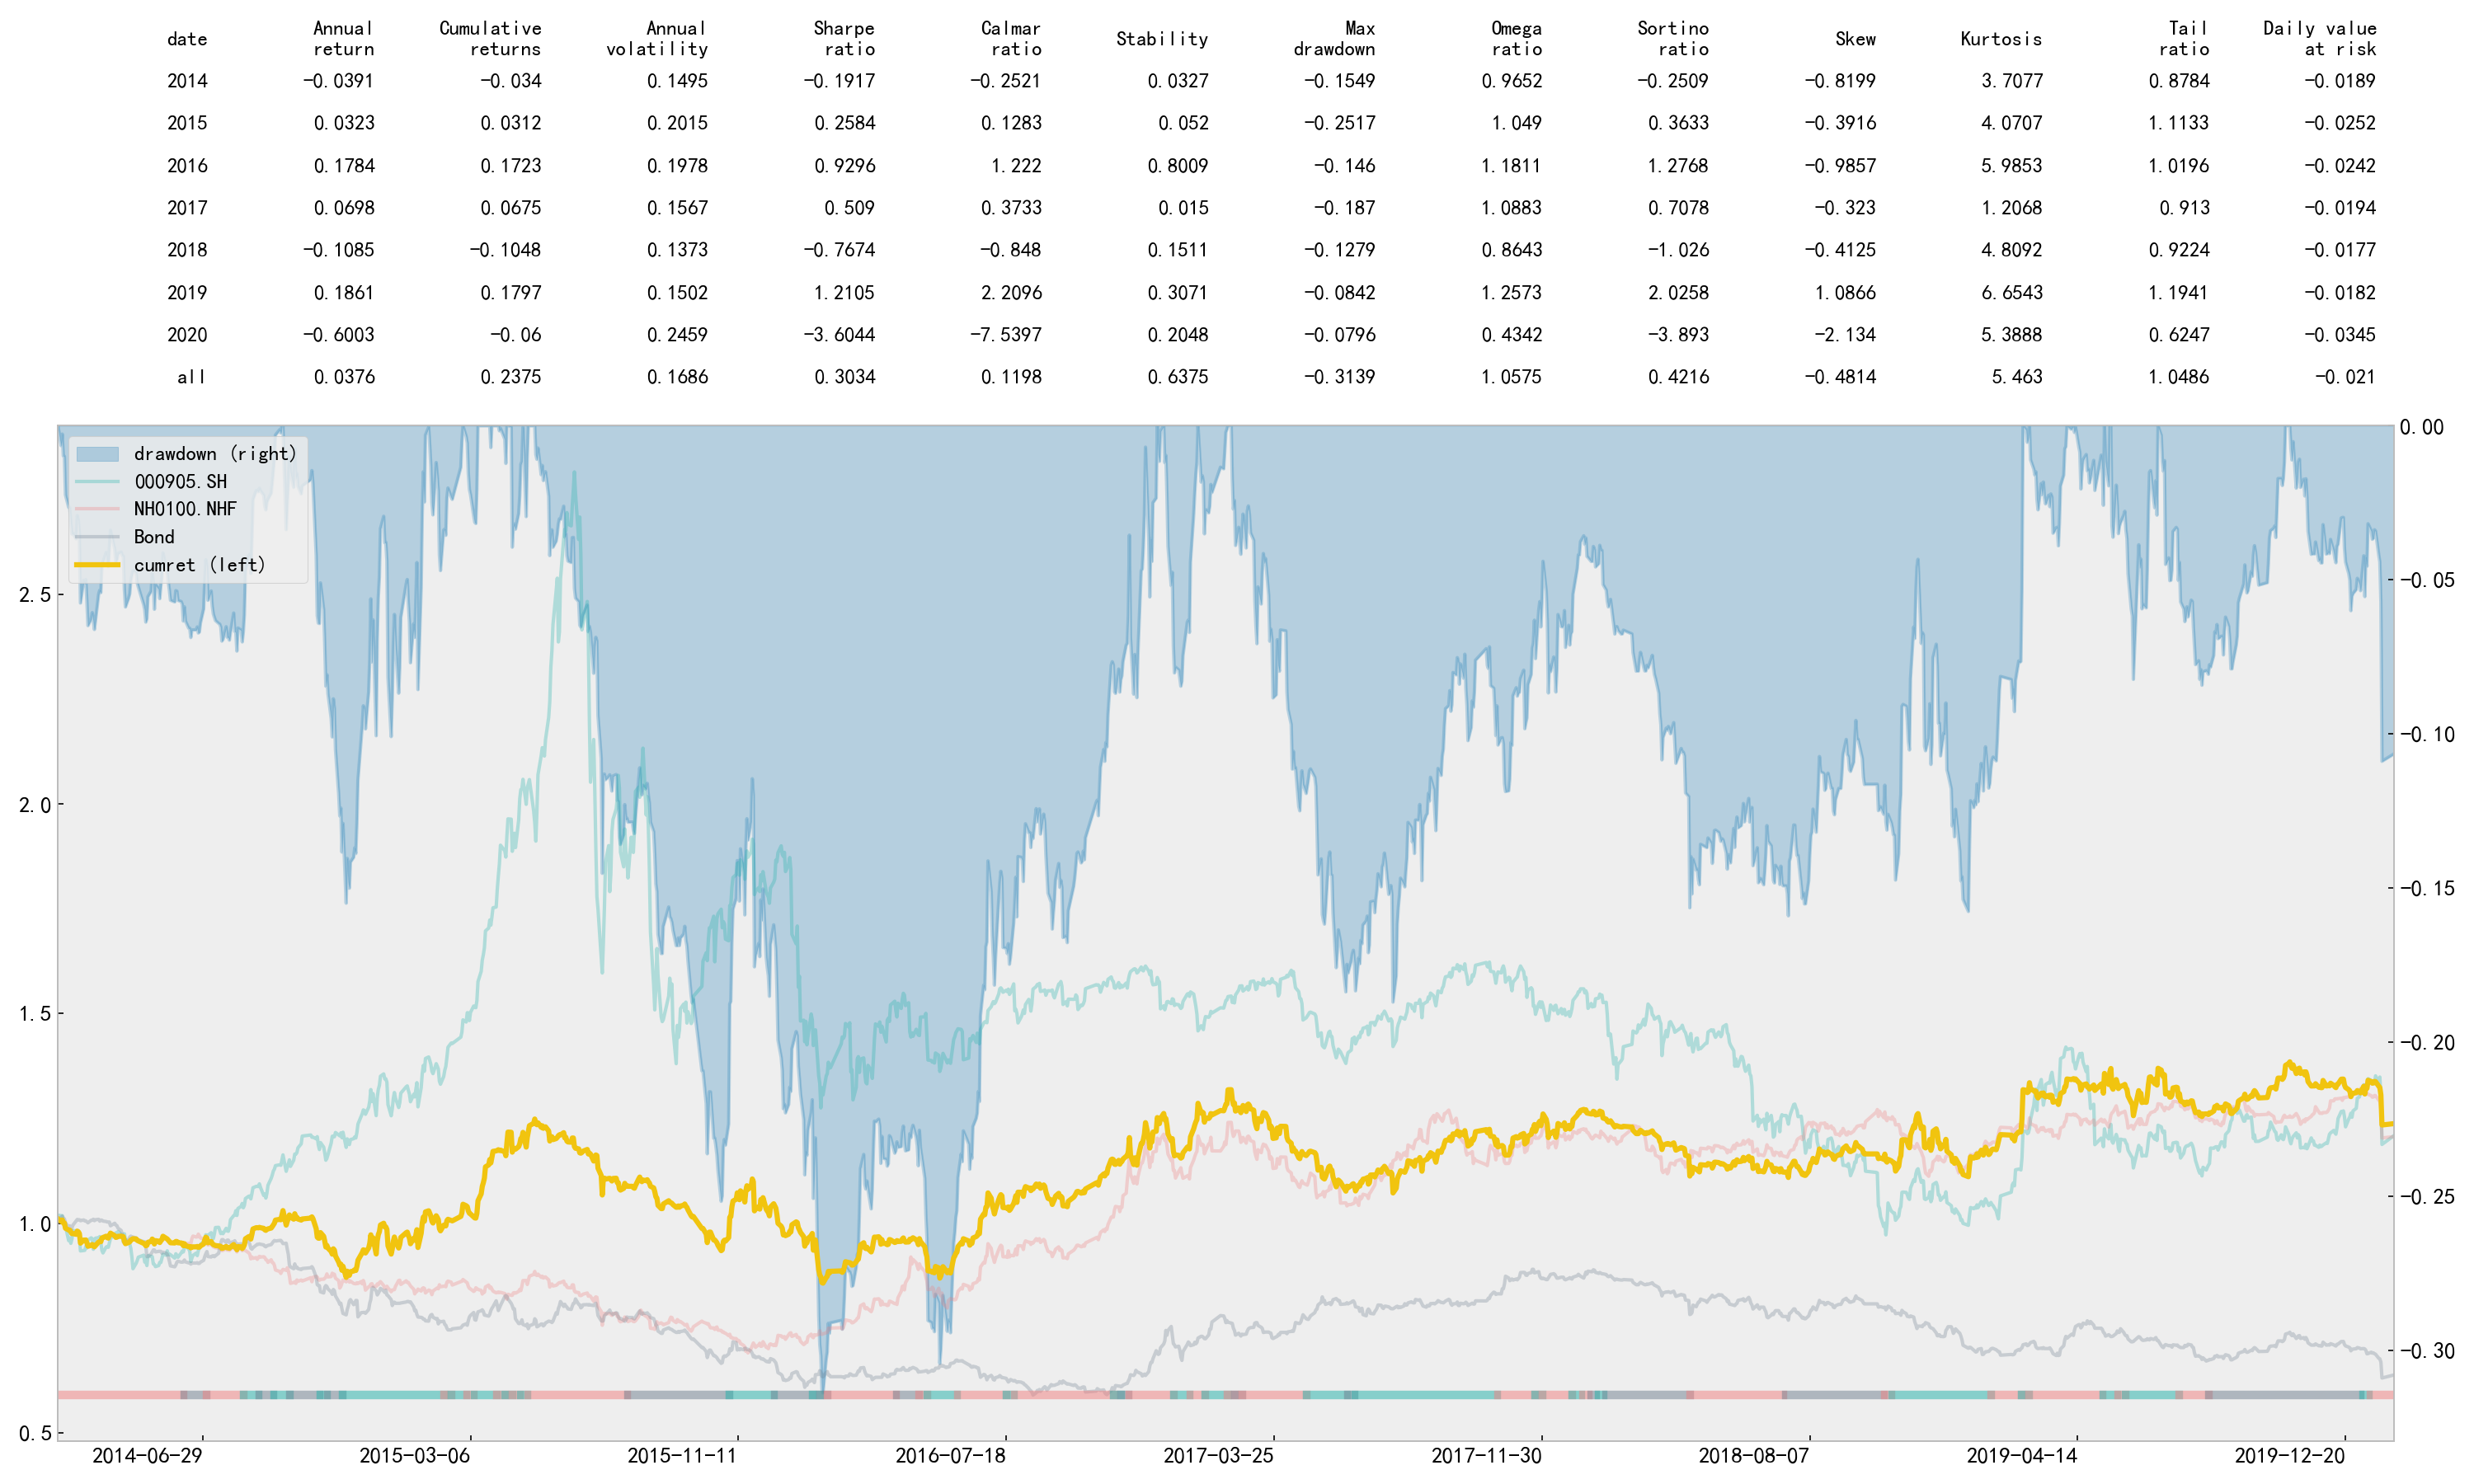 date Annual return Cumulative returns Annual volatility Sharpe ratio Calmar ratio Stability Max drawdown Omega ratio Sortino ratio Skew Kurtosis Tail ratio Daily value at risk
2014 -0.0391 -0.034 0.1495 -0.1917 -0.2521 0.0327 -0.1549 0.9652 -0.2509 -0.8199 3.7077 0.8784 -0.0189
2015 0.0323 0.0312 0.2015 0.2584 0.1283 0.052 -0.2517 1.049 0.3633 -0.3916 4.0707 1.1133 -0.0252
2016 0.1784 0.1723 0.1978 0.9296 1.222 0.8009 -0.146 1.1811 1.2768 -0.9857 5.9853 1.0196 -0.0242
2017 0.0698 0.0675 0.1567 0.509 0.3733 0.015 -0.187 1.0883 0.7078 -0.323 1.2068 0.913 -0.0194
2018 -0.1085 -0.1048 0.1373 -0.7674 -0.848 0.1511 -0.1279 0.8643 -1.026 -0.4125 4.8092 0.9224 -0.0177
2019 0.1861 0.1797 0.1502 1.2105 2.2096 0.3071 -0.0842 1.2573 2.0258 1.0866 6.6543 1.1941 -0.0182
2020 -0.6003 -0.06 0.2459 -3.6044 -7.5397 0.2048 -0.0796 0.4342 -3.893 -2.134 5.3888 0.6247 -0.0345
all 0.0376 0.2375 0.1686 0.3034 0.1198 0.6375 -0.3139 1.0575 0.4216 -0.4814 5.463 1.0486 -0.021
drawdown (right)
000905.SH
NH0100.NHF
Bond
cumret (left)
2.5
2.0
1.5
1.0
0.5
0.00
-0.05
-0.10
-0.15
-0.20
-0.25
-0.30
2014-06-29 2015-03-06 2015-11-11 2016-07-18 2017-03-25 2017-11-30 2018-08-07 2019-04-14 2019-12-20